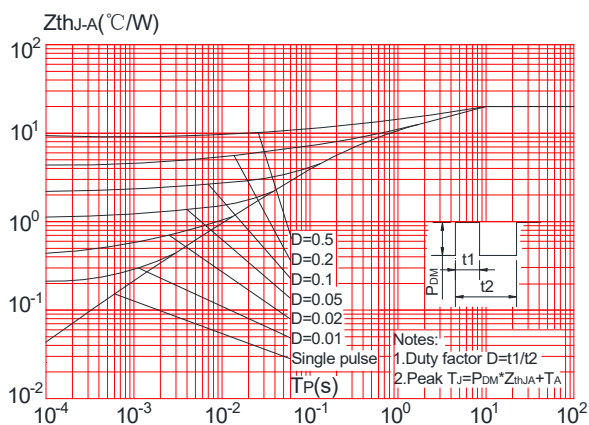 ZthJ-A(℃/W)
10²
10¹
10⁰
10⁻¹
10⁻²
D=0.5
D=0.2
D=0.1
D=0.05
D=0.02
D=0.01
Single pulse
TP(s)
PDM
t1
t2
Notes:
1.Duty factor D=t1/t2
2.Peak TJ=PDM*ZthJA+TA
10⁻⁴ 10⁻³ 10⁻² 10⁻¹ 10⁰ 10¹ 10²